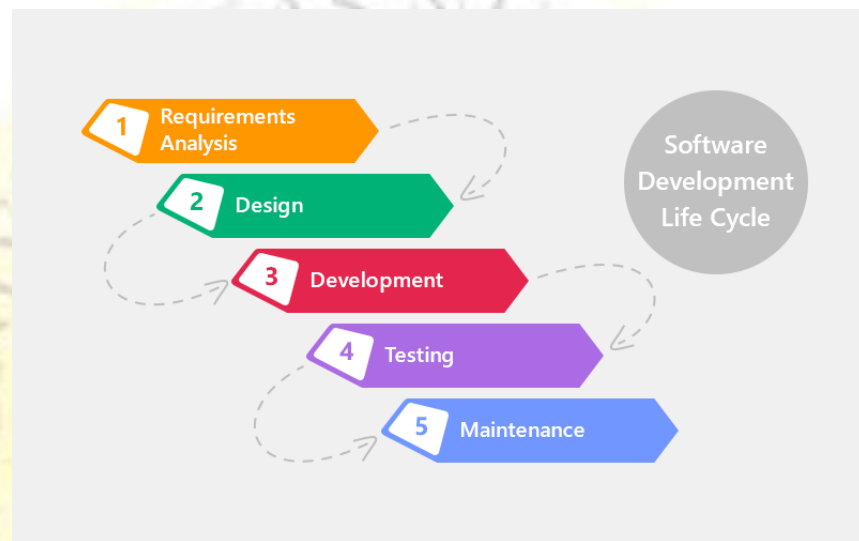 1
Requirements
Analysis
2
Design
3
Development
4
Testing
5
Maintenance
Software
Development
Life Cycle